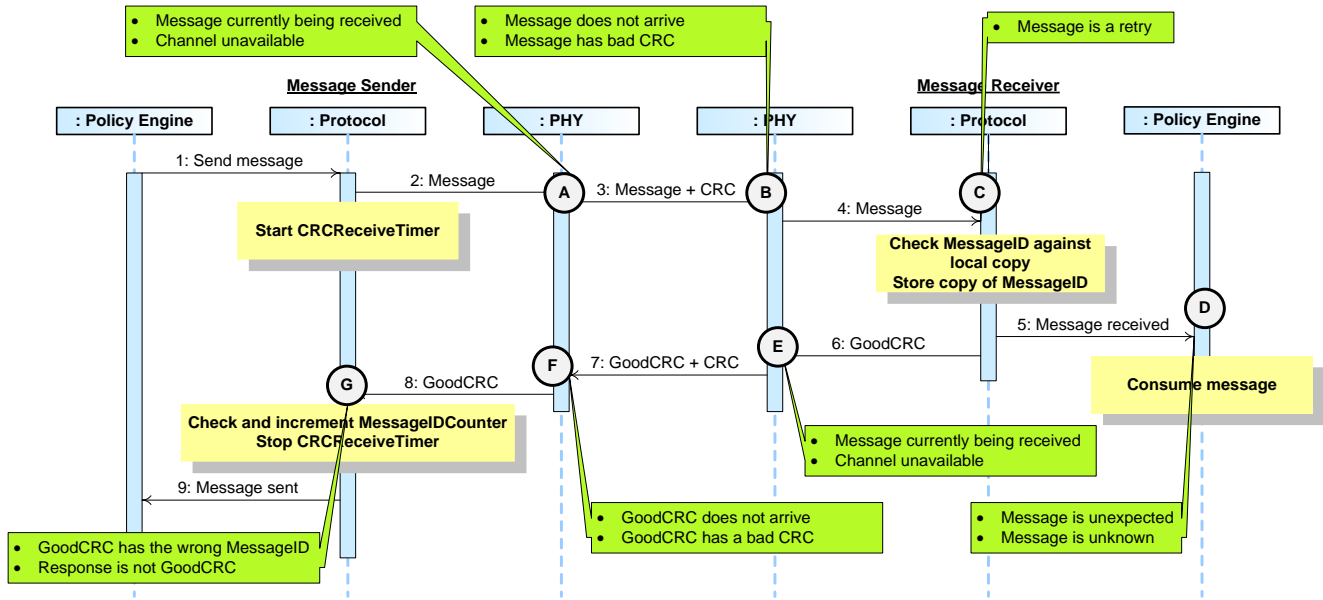 • Message currently being received
• Channel unavailable
• Message does not arrive
• Message has bad CRC
• Message is a retry
Message Sender
Message Receiver
: Policy Engine
: Protocol
: PHY
: PHY
: Protocol
: Policy Engine
1: Send message
2: Message
A
3: Message + CRC
B
4: Message
C
Start CRCReceiveTimer
Check MessageID against
local copy
Store copy of MessageID
D
5: Message received
6: GoodCRC
E
7: GoodCRC + CRC
F
8: GoodCRC
G
Consume message
Check and increment MessageIDCounter
Stop CRCReceiveTimer
• Message currently being received
• Channel unavailable
9: Message sent
• GoodCRC does not arrive
• GoodCRC has a bad CRC
• Message is unexpected
• Message is unknown
• GoodCRC has the wrong MessageID
• Response is not GoodCRC